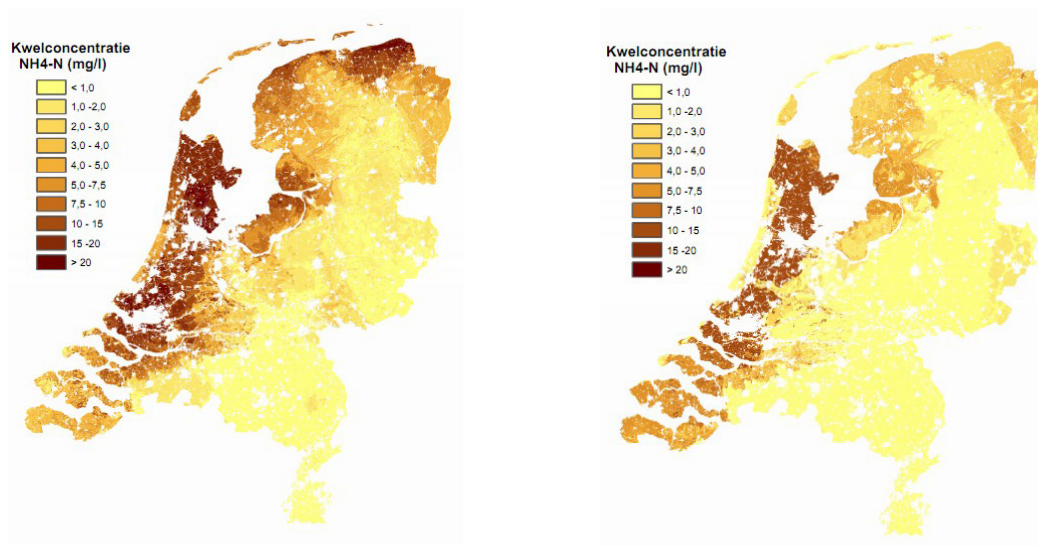 Kwelconcentratie
NH4-N (mg/l)
< 1,0
1,0 -2,0
2,0 - 3,0
3,0 - 4,0
4,0 - 5,0
5,0 -7,5
7,5 - 10
10 - 15
15 -20
> 20
Kwelconcentratie
NH4-N (mg/l)
< 1,0
1,0 -2,0
2,0 - 3,0
3,0 - 4,0
4,0 - 5,0
5,0 -7,5
7,5 - 10
10 - 15
15 -20
> 20